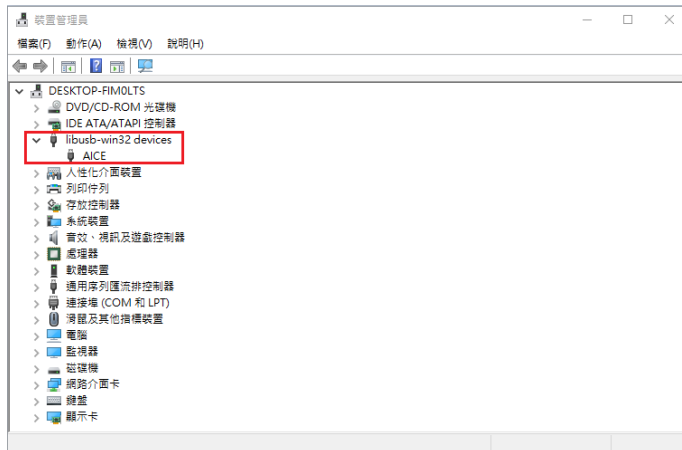 裝置管理員
檔案(F) 動作(A) 檢視(V) 說明(H)
DESKTOP-FIM0LTS
DVD/CD-ROM 光碟機
IDE ATA/ATAPI 控制器
libusb-win32 devices
AICE
人性化介面裝置
列印佇列
存放控制器
系統裝置
音效、視訊及遊戲控制器
處理器
軟體裝置
通用序列匯流排控制器
連接埠 (COM 和 LPT)
滑鼠及其他指標裝置
電腦
監視器
磁碟機
網路介面卡
鍵盤
顯示卡